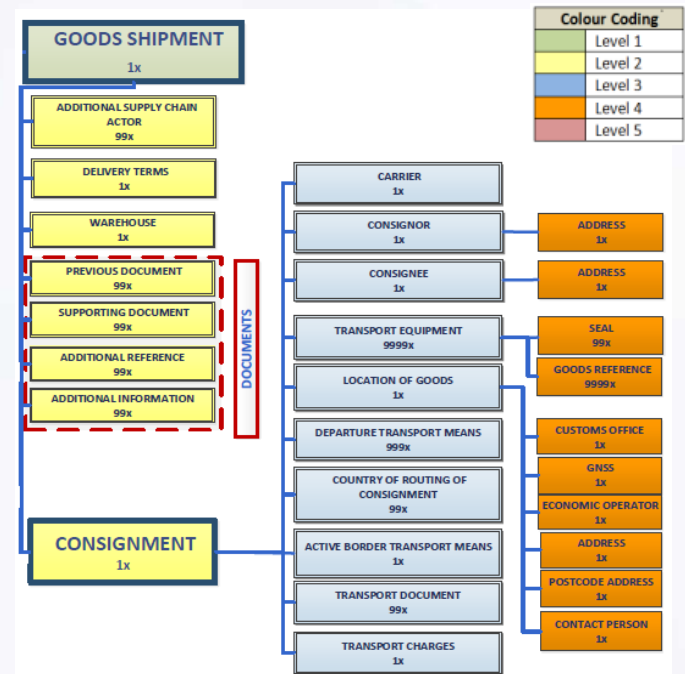 GOODS SHIPMENT
1x
Colour Coding
Level 1
Level 2
Level 3
Level 4
Level 5
ADDITIONAL SUPPLY CHAIN
ACTOR
99x
DELIVERY TERMS
1x
WAREHOUSE
1x
PREVIOUS DOCUMENT
99x
SUPPORTING DOCUMENT
99x
ADDITIONAL REFERENCE
99x
ADDITIONAL INFORMATION
99x
DOCUMENTS
CONSIGNMENT
1x
CARRIER
1x
CONSIGNOR
1x
CONSIGNEE
1x
TRANSPORT EQUIPMENT
9999x
LOCATION OF GOODS
1x
DEPARTURE TRANSPORT MEANS
999x
COUNTRY OF ROUTING OF
CONSIGNMENT
99x
ACTIVE BORDER TRANSPORT MEANS
1x
TRANSPORT DOCUMENT
99x
TRANSPORT CHARGES
1x
ADDRESS
1x
ADDRESS
1x
SEAL
99x
GOODS REFERENCE
9999x
CUSTOMS OFFICE
1x
GNSS
1x
ECONOMIC OPERATOR
1x
ADDRESS
1x
POSTCODE ADDRESS
1x
CONTACT PERSON
1x